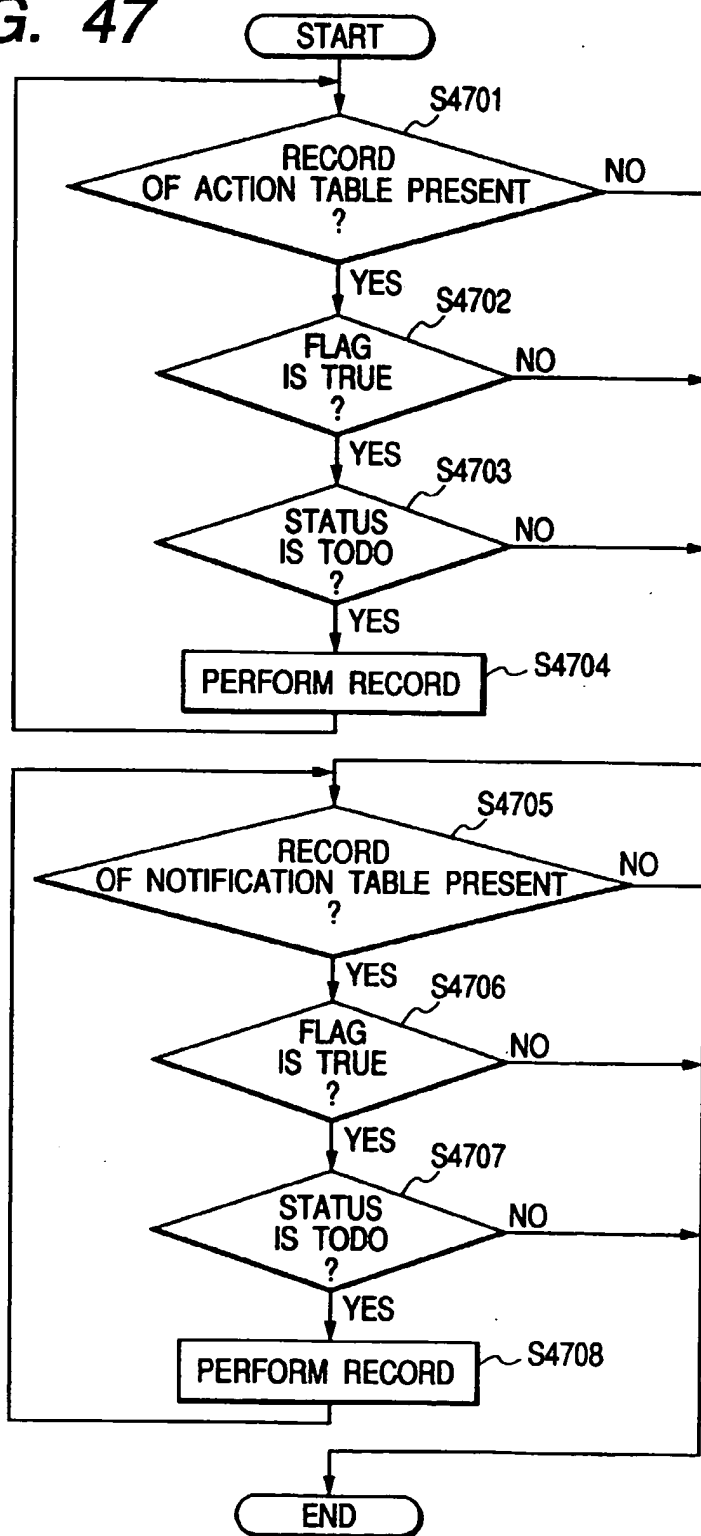 G. 47
START
S4701
RECORD
OF ACTION TABLE PRESENT
?
NO
YES
S4702
FLAG
IS TRUE
?
NO
YES
S4703
STATUS
IS TODO
?
NO
YES
PERFORM RECORD
S4704
S4705
RECORD
OF NOTIFICATION TABLE PRESENT
?
NO
YES
S4706
FLAG
IS TRUE
?
NO
YES
S4707
STATUS
IS TODO
?
NO
YES
PERFORM RECORD
S4708
END